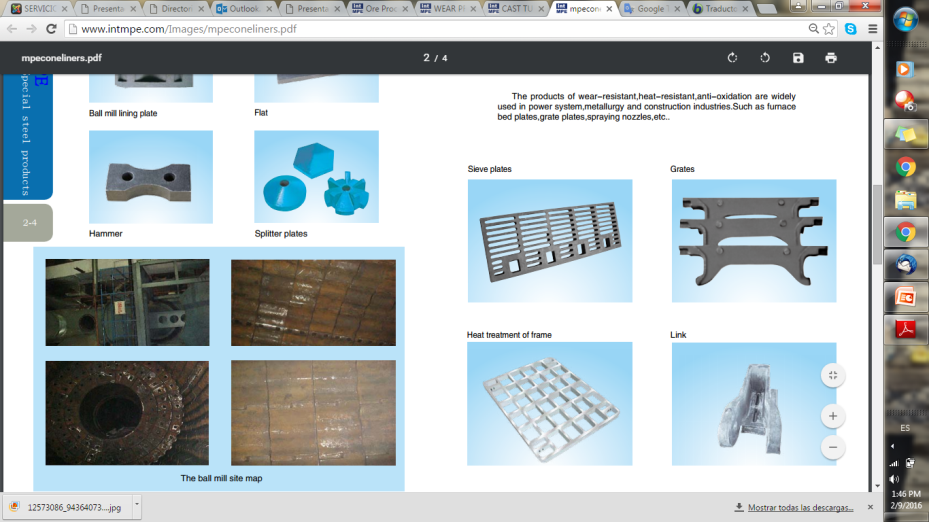 SERVICIO
Presenta
Directori
Outlook.
Presenta
Ore Proc
WEAR P
CAST TU
mpecon
Google T
Traducto
www.intmpe.com/Images/mpeconeliners.pdf
mpeconeliners.pdf
2 / 4
pecial steel products
2-4
Ball mill lining plate
Flat
Hammer
Splitter plates
The ball mill site map
The products of wear-resistant,heat-resistant,anti-oxidation are widely
used in power system,metallurgy and construction industries.Such as furnace
bed plates,grate plates,spraying nozzles,etc..
Sieve plates
Grates
Heat treatment of frame
Link
12573086_94364073....jpg
Mostrar todas las descargas...
ES
1:46 PM
2/9/2016